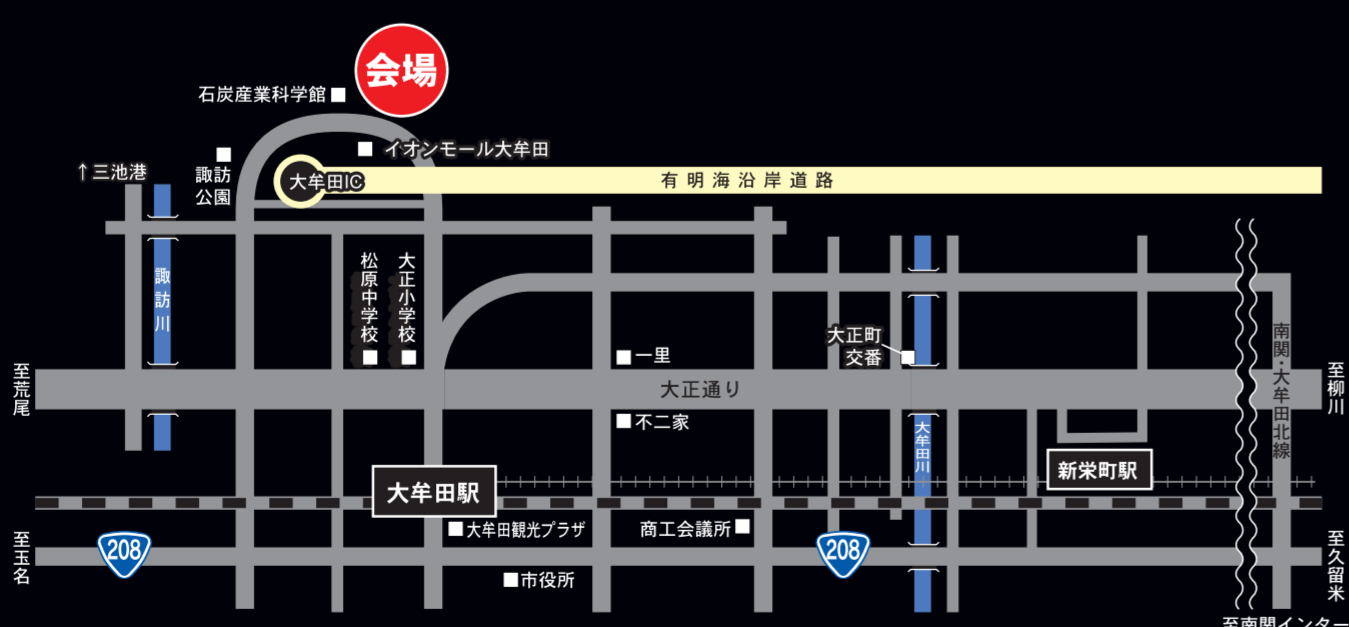 会場
石炭産業科学館
イオンモール大牟田
↑三池港
諏訪
公園
大牟田IC
有明海沿岸道路
諏訪川
松原中学校
大正小学校
大正町
交番
一里
南関・大牟田北線
至荒尾
大正通り
至柳川
不二家
大牟田川
大牟田駅
新栄町駅
大牟田観光プラザ
商工会議所
至玉名
208
208
至久留米
市役所
至南関インター